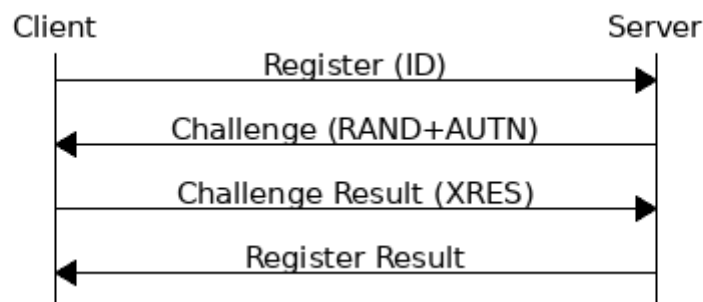 Client Server
Register (ID)
Challenge (RAND+AUTN)
Challenge Result (XRES)
Register Result